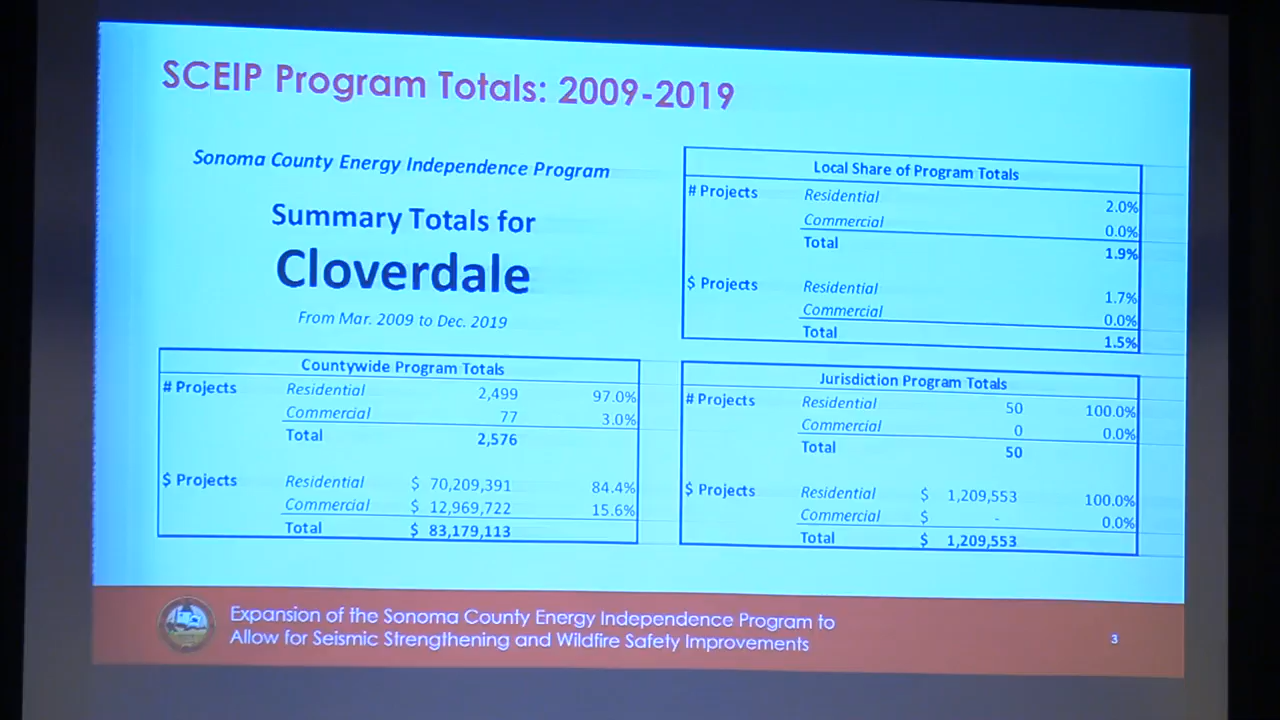 SCEIP Program Totals: 2009-2019
Sonoma County Energy Independence Program
Summary Totals for
Cloverdale
From Mar. 2009 to Dec. 2019
Local Share of Program Totals
# Projects Residential 2.0%
Commercial 0.0%
Total 1.9%
$ Projects Residential 1.7%
Commercial 0.0%
Total 1.5%
Countywide Program Totals
# Projects Residential 2,499 97.0%
Commercial 77 3.0%
Total 2,576
$ Projects Residential $ 70,209,391 84.4%
Commercial $ 12,969,722 15.6%
Total $ 83,179,113
Jurisdiction Program Totals
# Projects Residential 50 100.0%
Commercial 0 0.0%
Total 50
$ Projects Residential $ 1,209,553 100.0%
Commercial $ - 0.0%
Total $ 1,209,553
Expansion of the Sonoma County Energy Independence Program to
Allow for Seismic Strengthening and Wildfire Safety Improvements
3